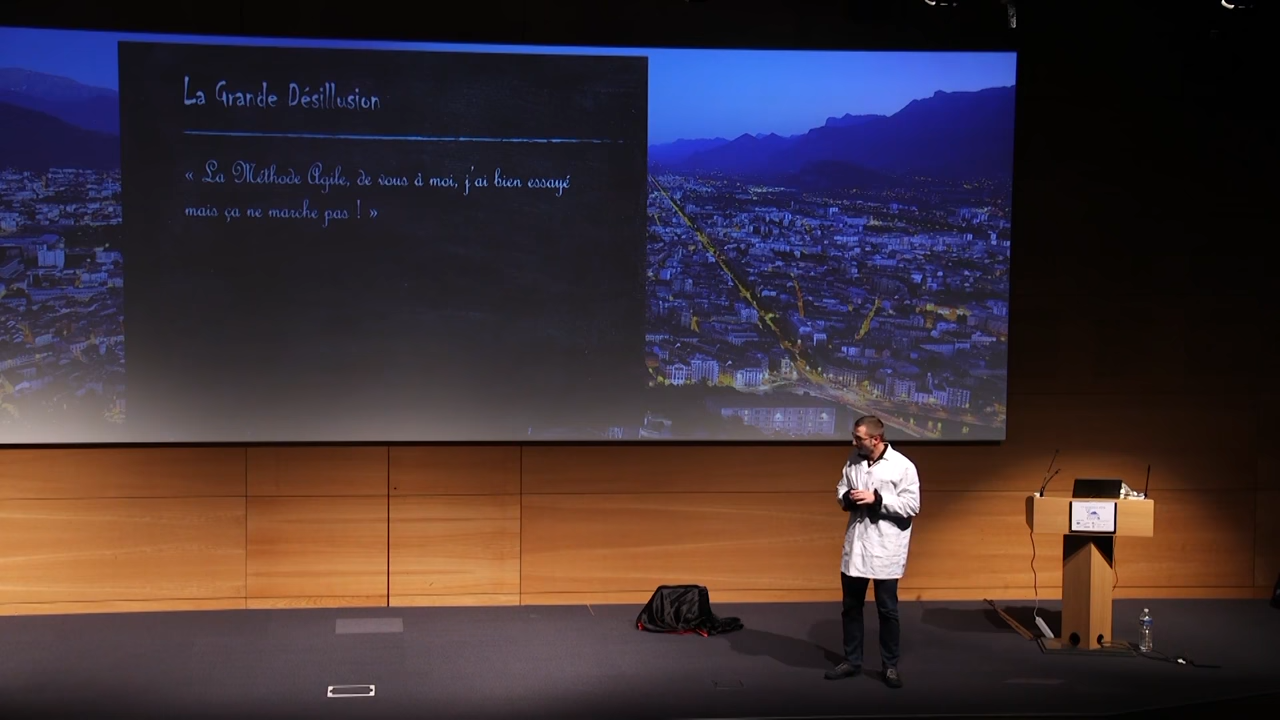 La Grande Désillusion
« La Méthode Agile, de vous à moi, j'ai bien essayé
mais ça ne marche pas ! »